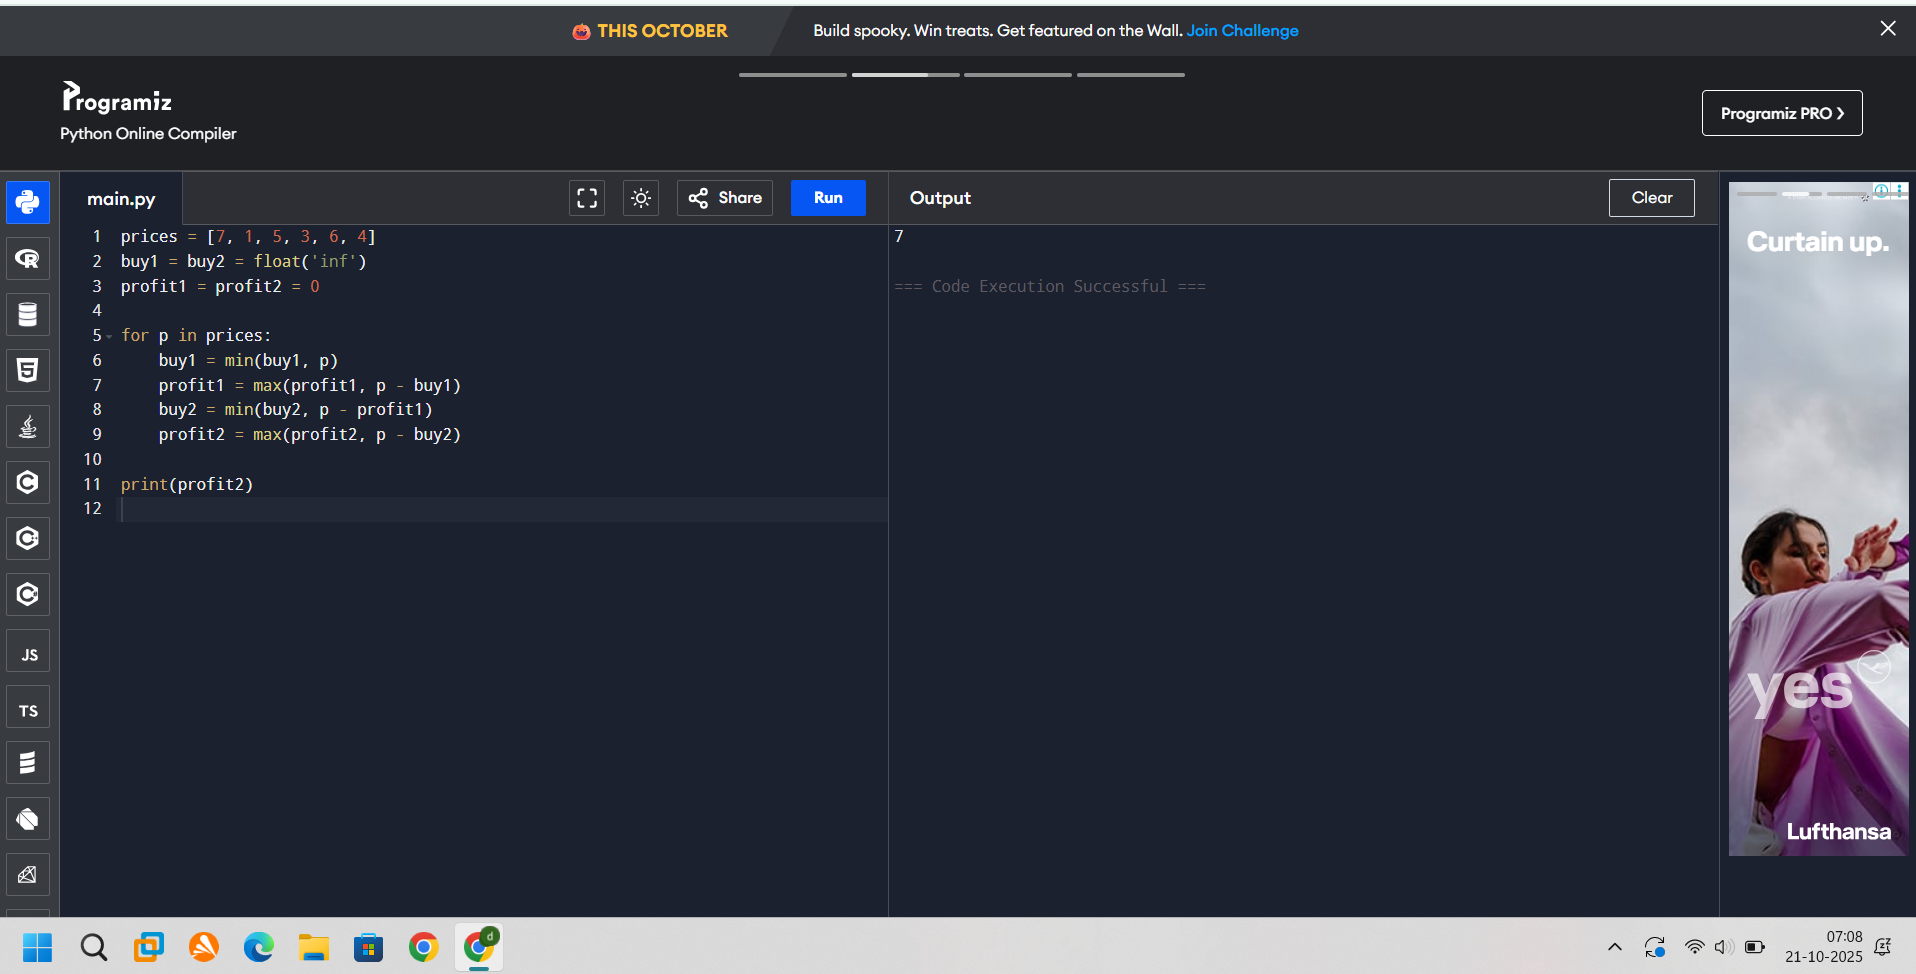 THIS OCTOBER
Build spooky. Win treats. Get featured on the Wall. Join Challenge
Programiz
Python Online Compiler
Programiz PRO ❯
main.py
Share
Run
Output
Clear
1 prices = [7, 1, 5, 3, 6, 4]
2 buy1 = buy2 = float('inf')
3 profit1 = profit2 = 0
4
5 for p in prices:
6     buy1 = min(buy1, p)
7     profit1 = max(profit1, p - buy1)
8     buy2 = min(buy2, p - profit1)
9     profit2 = max(profit2, p - buy2)
10
11 print(profit2)
12
7
=== Code Execution Successful ===
R
5
C
C
C
JS
TS
Curtain up.
yes
Lufthansa
d
07:08
21-10-2025